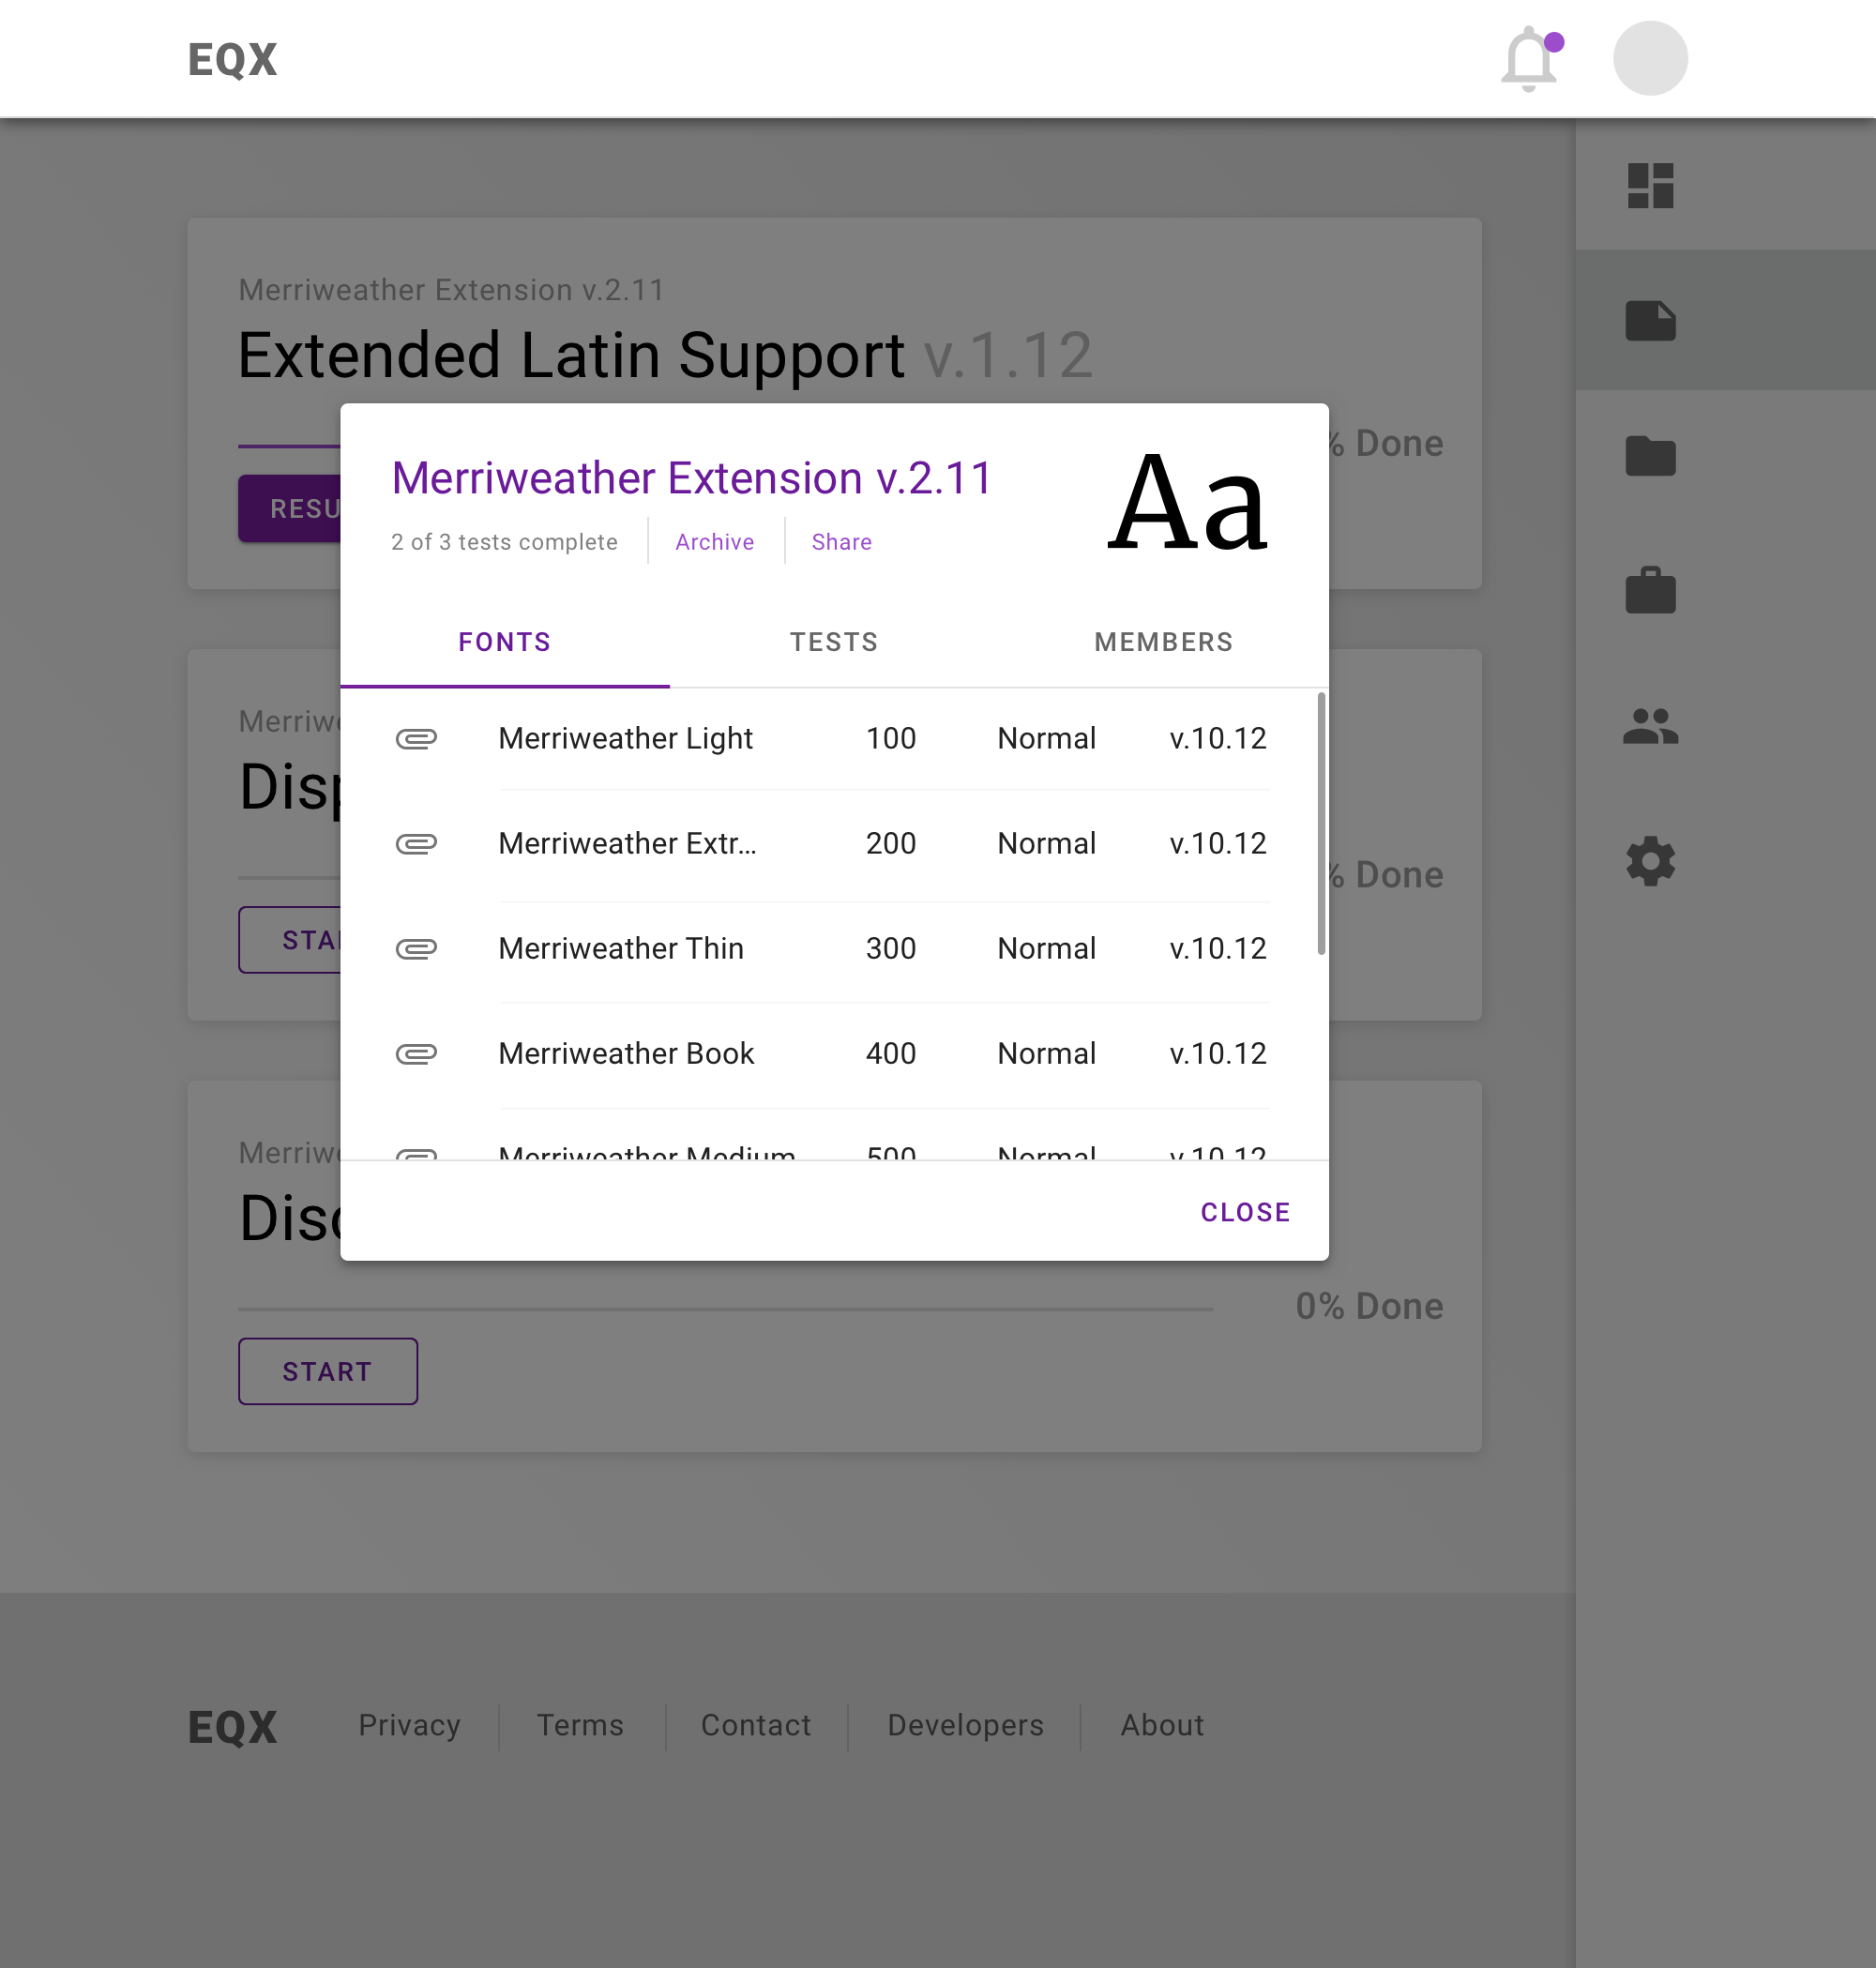 EQX
Merriweather Extension v.2.11
Extended Latin Support v.1.12
% Done
RESU
Merriweather Extension v.2.11
Aa
2 of 3 tests complete Archive Share
FONTS TESTS MEMBERS
Merriweather Light 100 Normal v.10.12
Merriweather Extr... 200 Normal v.10.12
Merriweather Thin 300 Normal v.10.12
Merriweather Book 400 Normal v.10.12
Merriweather Medium 500 Normal v.10.12
CLOSE
Merriw
Disp
% Done
STA
Merriw
Disc
0% Done
START
EQX Privacy Terms Contact Developers About